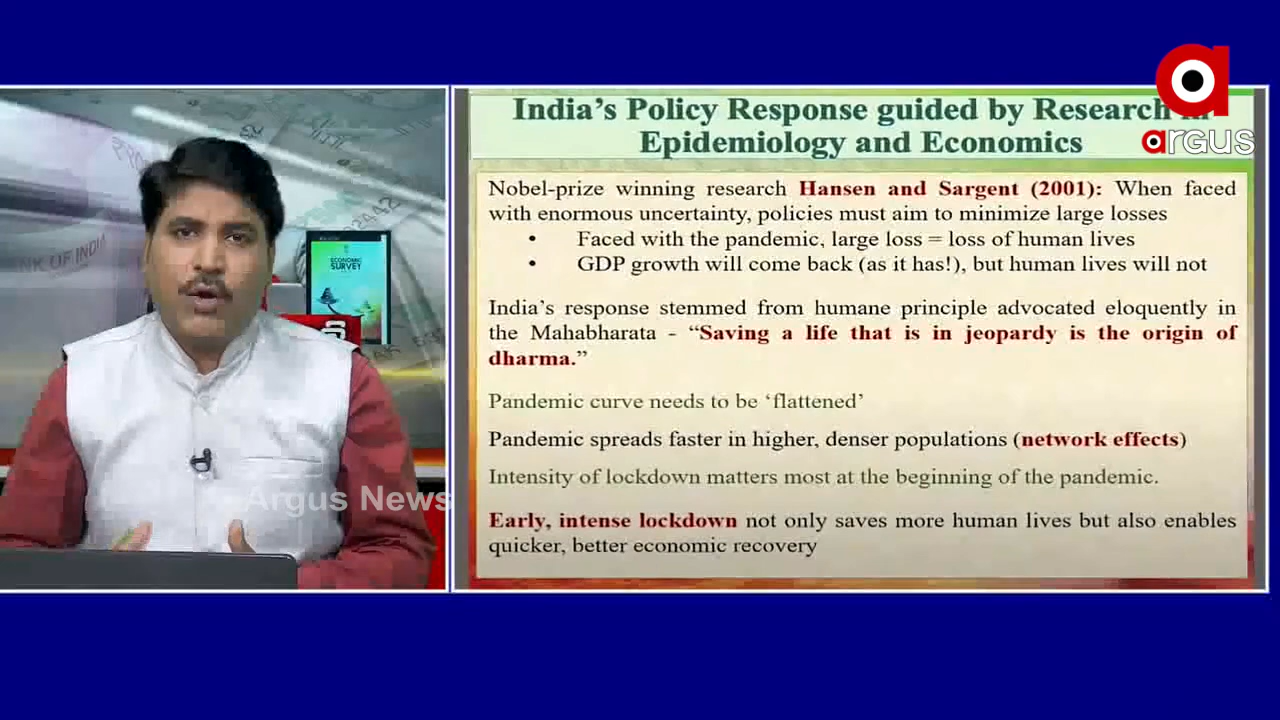 argus
India's Policy Response guided by Research in
Epidemiology and Economics
Nobel-prize winning research Hansen and Sargent (2001): When faced
with enormous uncertainty, policies must aim to minimize large losses
• Faced with the pandemic, large loss = loss of human lives
• GDP growth will come back (as it has!), but human lives will not
India's response stemmed from humane principle advocated eloquently in
the Mahabharata - “Saving a life that is in jeopardy is the origin of
dharma.”
Pandemic curve needs to be ‘flattened’
Pandemic spreads faster in higher, denser populations (network effects)
Intensity of lockdown matters most at the beginning of the pandemic.
Early, intense lockdown not only saves more human lives but also enables
quicker, better economic recovery
NK OF INDIA
ECONOMIC
SURVEY
Argus News